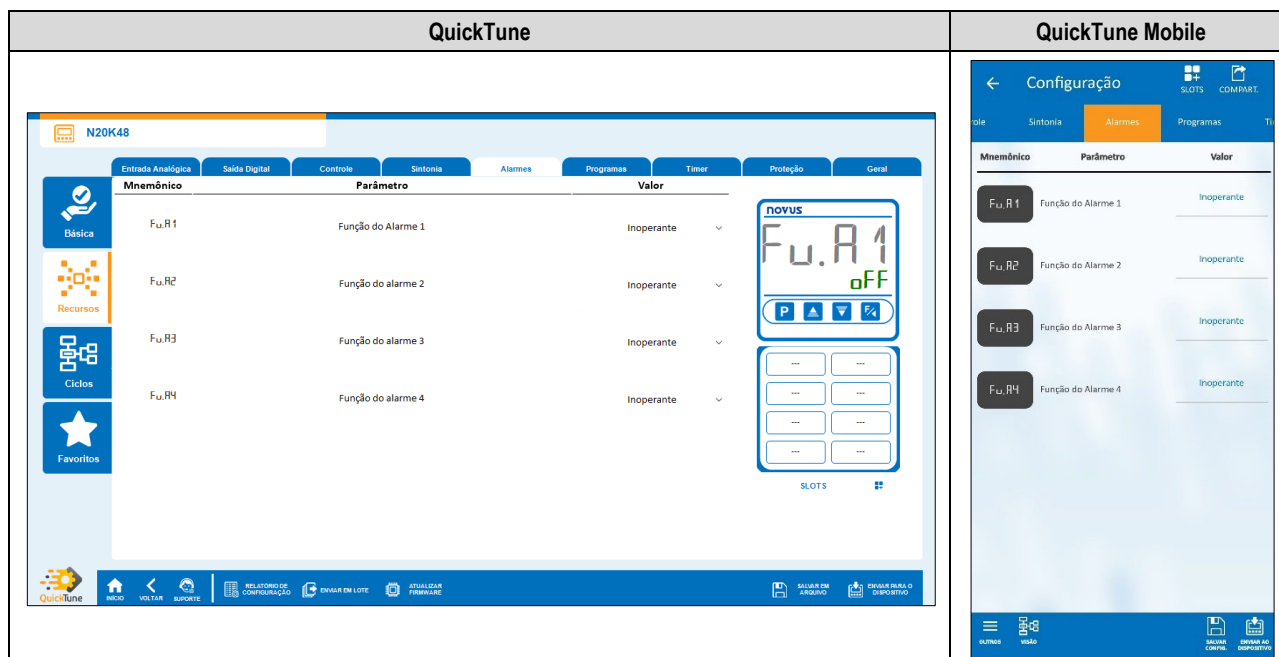 QuickTune
QuickTune Mobile
N20K48
Entrada Analógica Saída Digital Controle Sintonia Alarmes Programas Timer Proteção Geral
Mnemônico Parâmetro Valor
Básica
Recursos
Ciclos
Favoritos
Fu.A1 Função do Alarme 1 Inoperante
Fu.A2 Função do alarme 2 Inoperante
Fu.A3 Função do alarme 3 Inoperante
Fu.A4 Função do alarme 4 Inoperante
novus
Fu.A1
oFF
P F/
--- ---
--- ---
--- ---
--- ---
SLOTS
QuickTune
INÍCIO VOLTAR SUPORTE
RELATÓRIO DE
CONFIGURAÇÃO
ENVIAR EM LOTE
ATUALIZAR
FIRMWARE
SALVAR EM
ARQUIVO
ENVIAR PARA O
DISPOSITIVO
Configuração
SLOTS COMPART.
role Sintonia Alarmes Programas Ti
Mnemônico Parâmetro Valor
Fu.A1 Função do Alarme 1 Inoperante
Fu.A2 Função do Alarme 2 Inoperante
Fu.A3 Função do Alarme 3 Inoperante
Fu.A4 Função do Alarme 4 Inoperante
OUTROS VISÃO
SALVAR
CONFIG.
ENVIAR AO
DISPOSITIVO